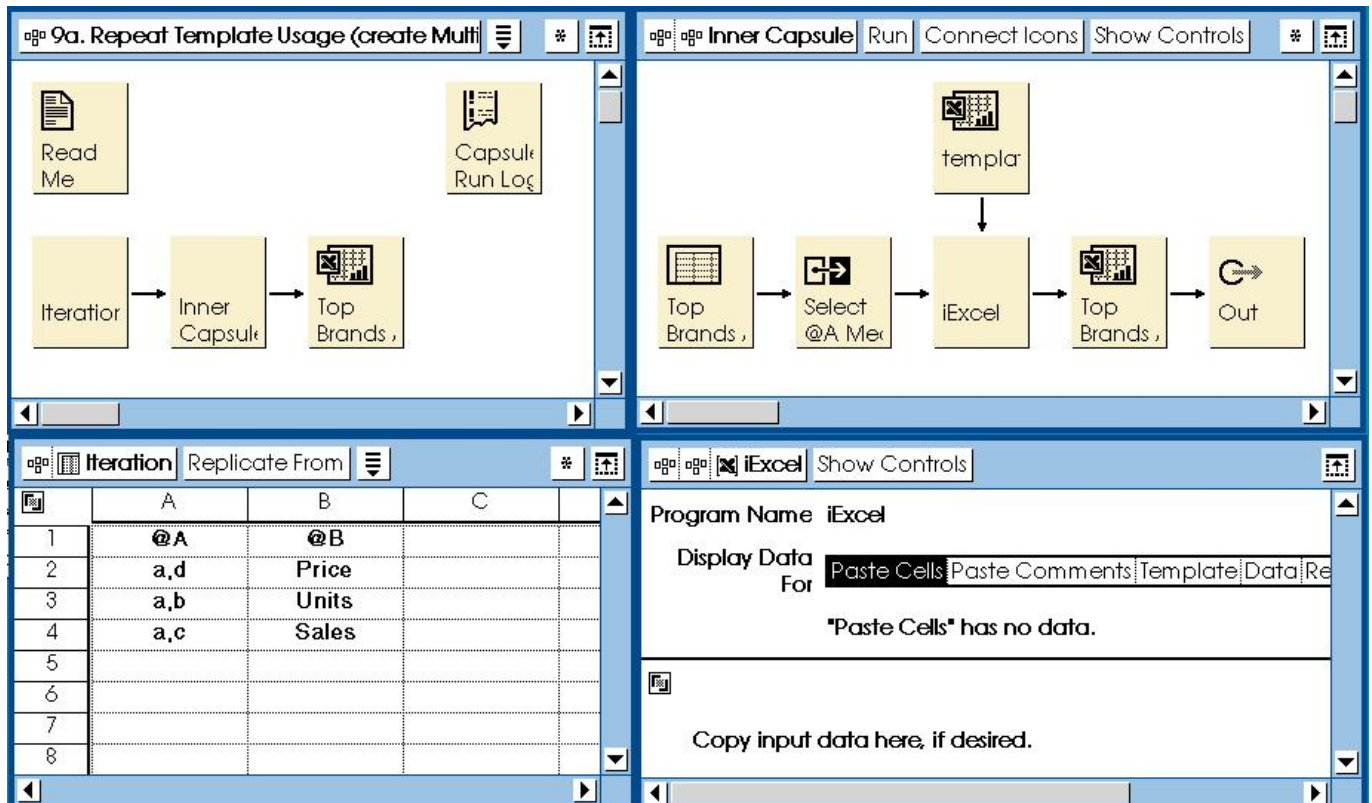 9a. Repeat Template Usage (create Multi
*
Read
Me
Capsule
Run Log
Iteration
Inner
Capsule
Top
Brands
Inner Capsule Run Connect Icons Show Controls
*
templa
Top
Brands
Select
@A Me
iExcel
Top
Brands
Out
Iteration Replicate From
*
A B C
1 @A @B
2 a,d Price
3 a,b Units
4 a,c Sales
5
6
7
8
iExcel Show Controls
Program Name iExcel
Display Data
For
Paste Cells Paste Comments Template Data Re
"Paste Cells" has no data.
Copy input data here, if desired.